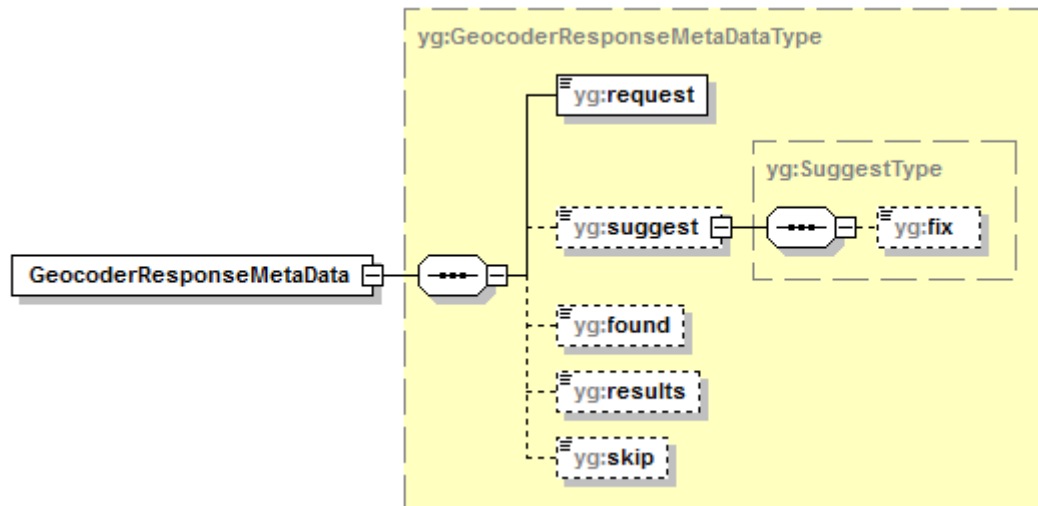 yg:GeocoderResponseMetaDataType
yg:request
yg:SuggestType
yg:suggest
yg:fix
GeocoderResponseMetaData
yg:found
yg:results
yg:skip